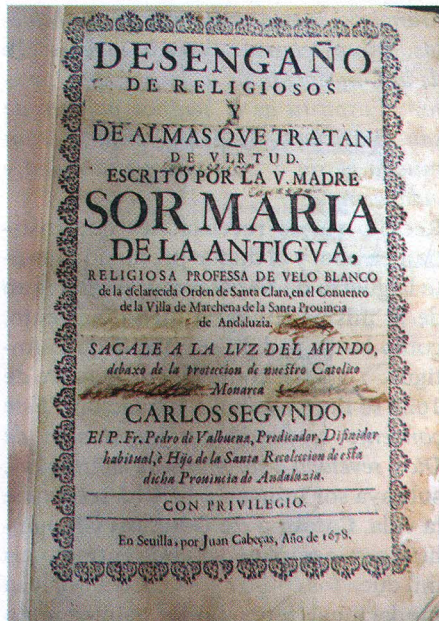 DESENGAÑO
DE RELIGIOSOS
Y
DE ALMAS QVE TRATAN
DE VIRTUD.
ESCRITO POR LA V. MADRE
SOR MARIA
DE LA ANTIGVA,
RELIGIOSA PROFESSA DE VELO BLANCO
de la esclarecida Orden de Santa Clara, en el Conuento
de la Villa de Marchena de la Santa Prouincia
de Andaluzia.
SACALE A LA LVZ DEL MVNDO,
debaxo de la proteccion de nuestro Catolico
Monarca
CARLOS SEGVNDO,
El P. Fr. Pedro de Valbuena, Predicador, Difinidor
habitual, è Hijo de la Santa Recoleccion de esta
dicha Prouincia de Andaluzia.
CON PRIVILEGIO.
En Seuilla, por Juan Cabeças, Año de 1678.